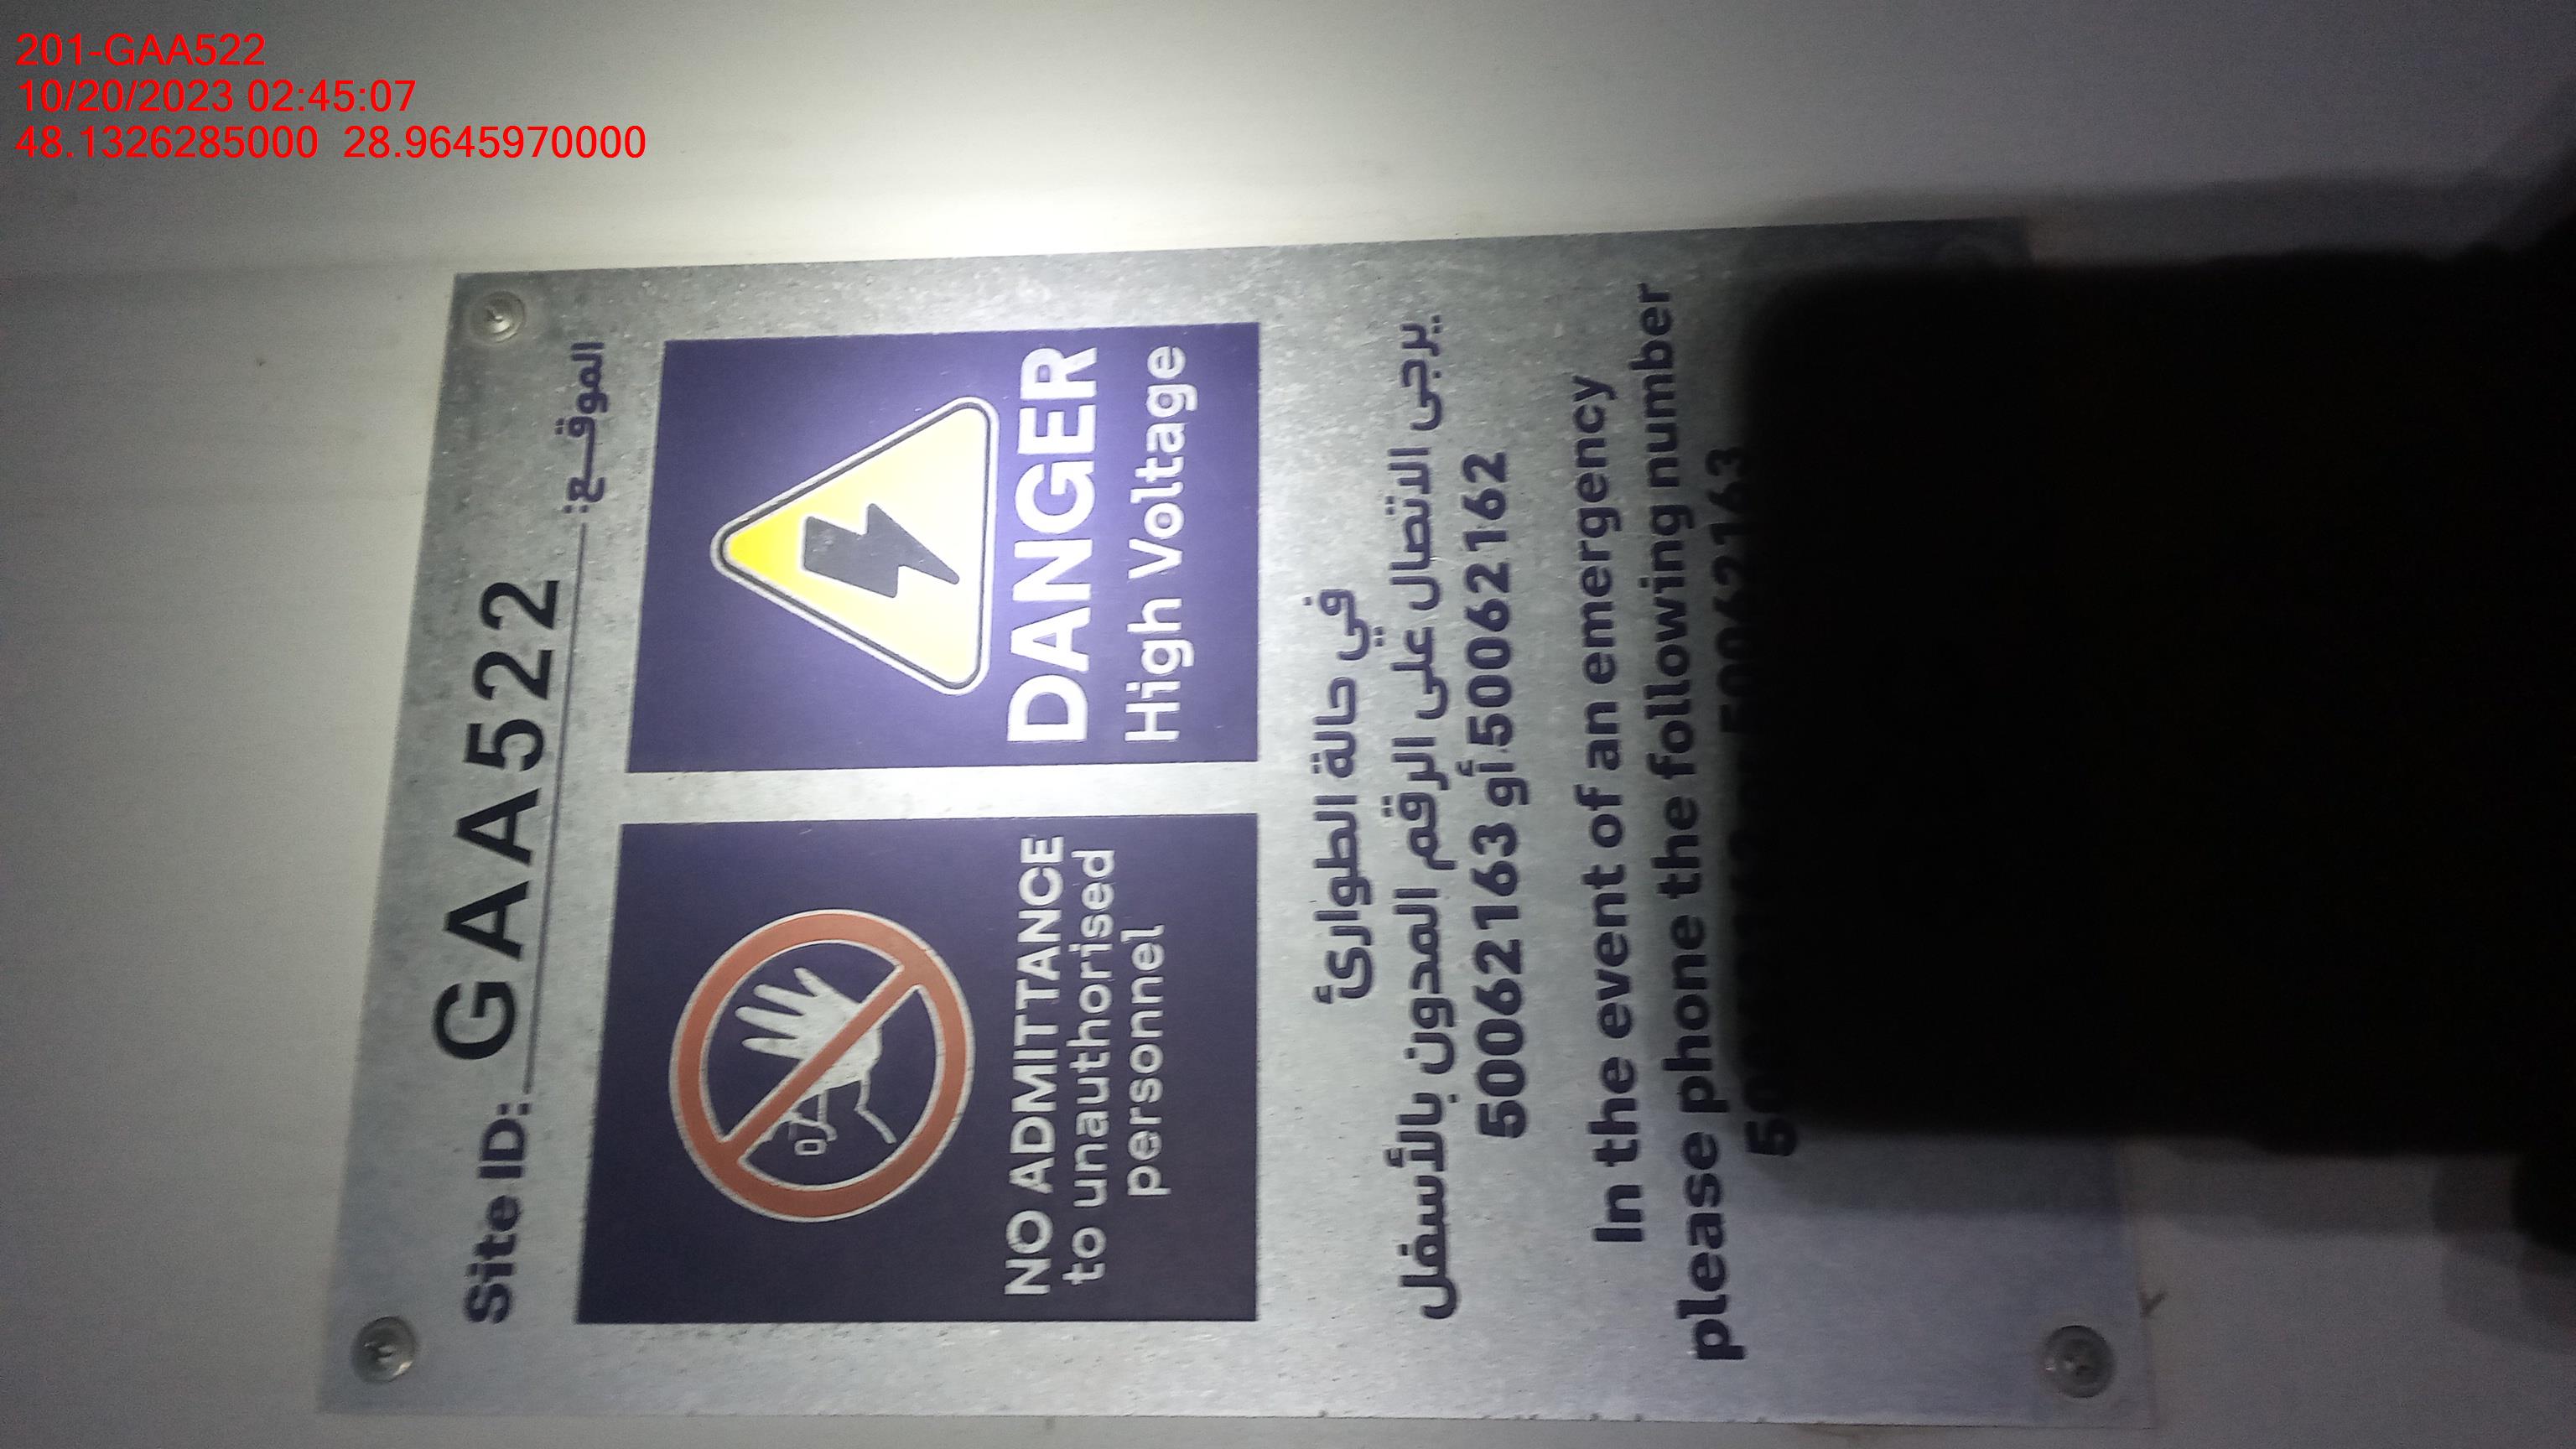 201-GAA522
10/20/2023 02:45:07
48.1326285000 28.9645970000
Site ID: GAA522 الموقع:
NO ADMITTANCE
to unauthorised
personnel
DANGER
High Voltage
في حالة الطوارئ
يرجى الاتصال على الرقم المدون بالأسفل
50062163 أو 50062162
In the event of an emergency
please phone the following number
50062163